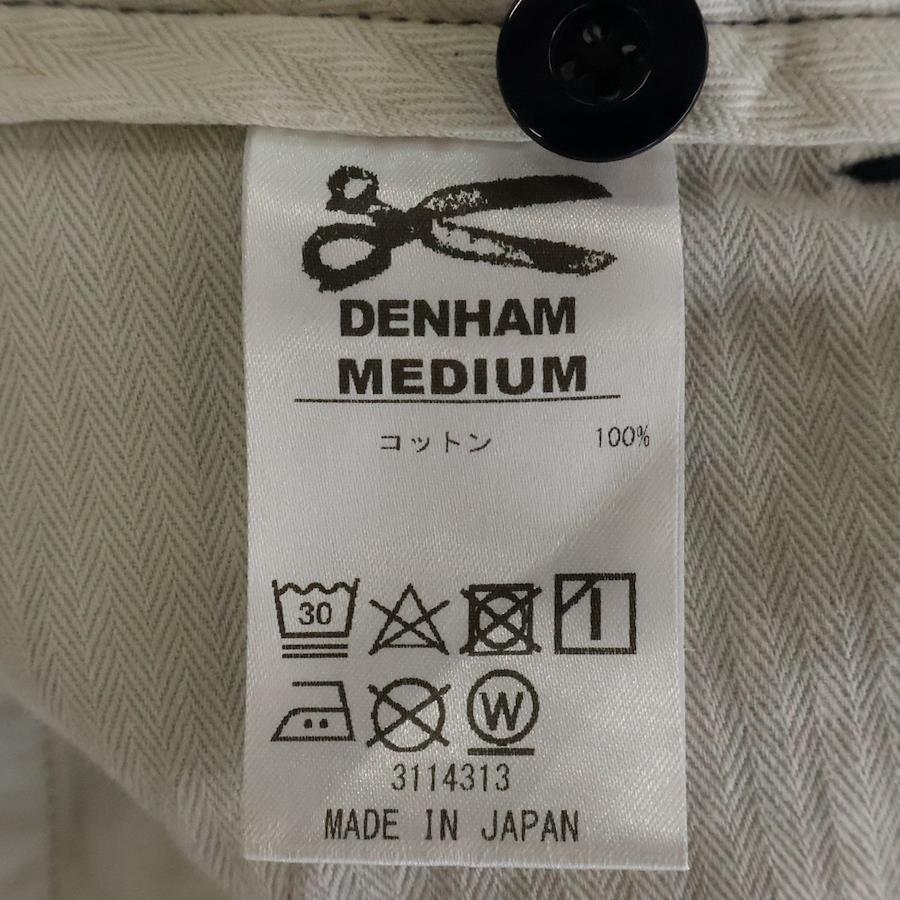 DENHAM
MEDIUM
コットン 100%
30
W
3114313
MADE IN JAPAN